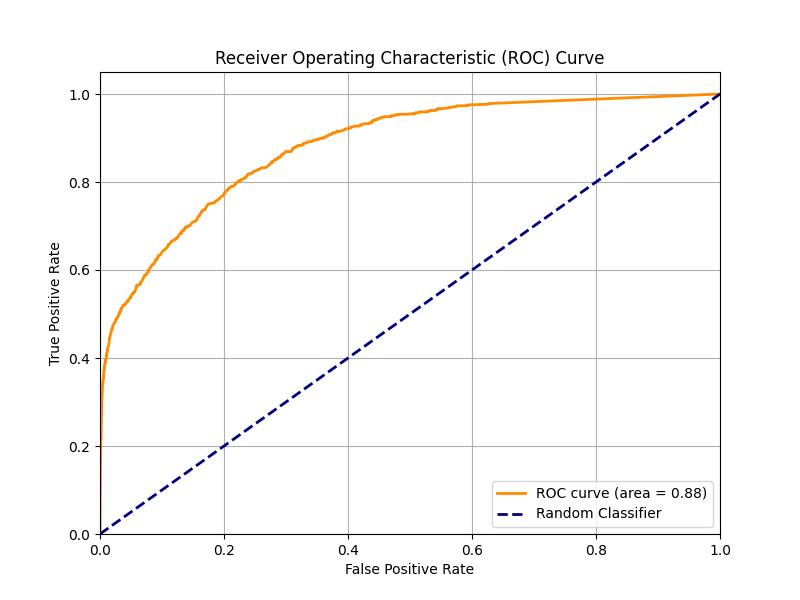 Receiver Operating Characteristic (ROC) Curve
True Positive Rate
1.0
0.8
0.6
0.4
0.2
0.0
0.0 0.2 0.4 0.6 0.8 1.0
False Positive Rate
ROC curve (area = 0.88)
Random Classifier